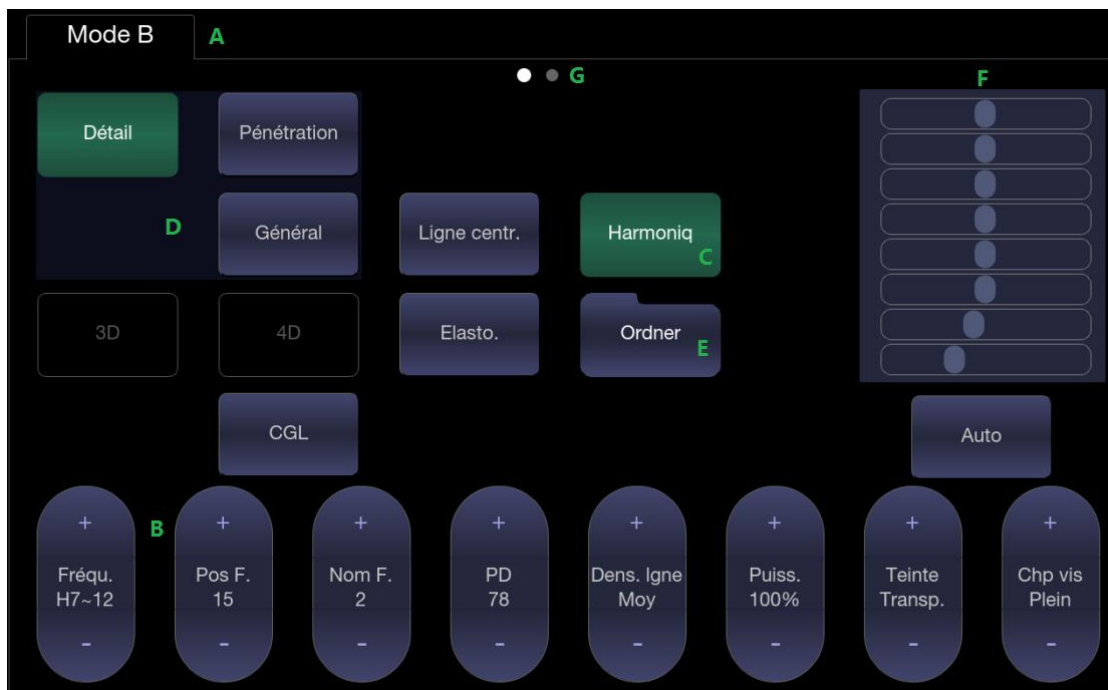 Mode B
A
G
F
Détail
Pénétration
D
Général
Ligne centr.
Harmoniq
C
3D
4D
Elasto.
Ordner
E
CGL
Auto
B
+
Fréqu.
H7~12
-
+
Pos F.
15
-
+
Nom F.
2
-
+
PD
78
-
+
Dens. lgne
Moy
-
+
Puiss.
100%
-
+
Teinte
Transp.
-
+
Chp vis
Plein
-